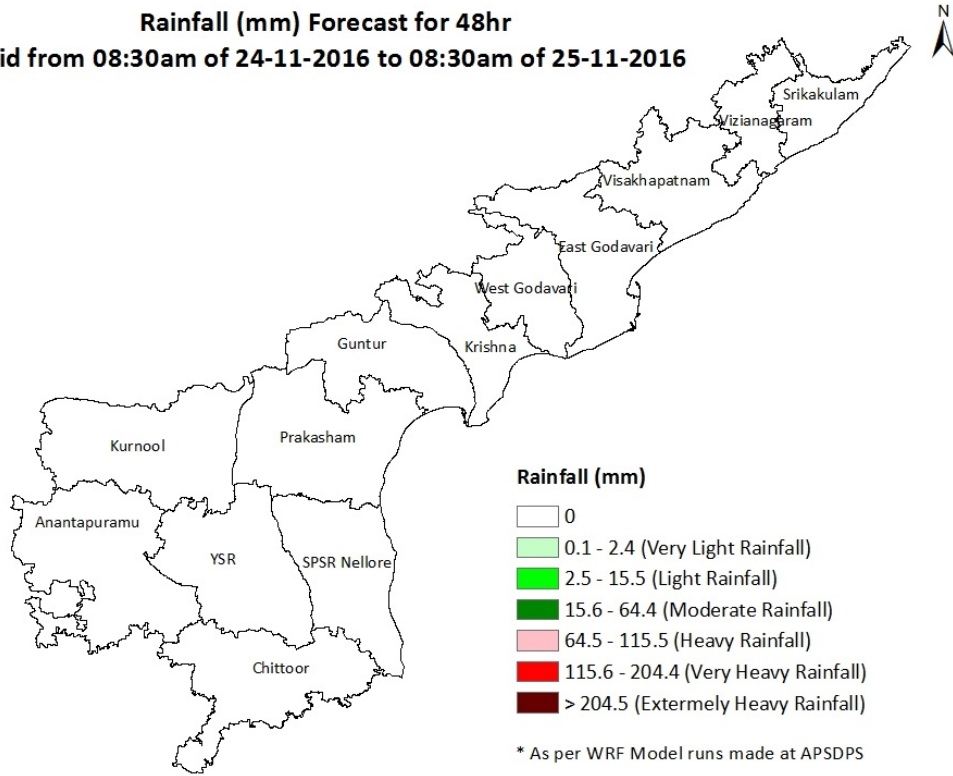 Rainfall (mm) Forecast for 48hr
id from 08:30am of 24-11-2016 to 08:30am of 25-11-2016
N
Srikakulam
Vizianagaram
Visakhapatnam
East Godavari
West Godavari
Guntur
Krishna
Kurnool
Prakasham
Anantapuramu
YSR
SPSR Nellore
Chittoor
Rainfall (mm)
0
0.1 - 2.4 (Very Light Rainfall)
2.5 - 15.5 (Light Rainfall)
15.6 - 64.4 (Moderate Rainfall)
64.5 - 115.5 (Heavy Rainfall)
115.6 - 204.4 (Very Heavy Rainfall)
> 204.5 (Extermely Heavy Rainfall)
* As per WRF Model runs made at APSDPS